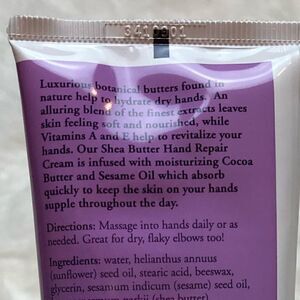 Luxurious botanical butters found in
nature help to hydrate dry hands. An
alluring blend of the finest extracts leaves
skin feeling soft and nourished, while
Vitamins A and E help to revitalize your
hands. Our Shea Butter Hand Repair
Cream is infused with moisturizing Cocoa
Butter and Sesame Oil which absorb
quickly to keep the skin on your hands
supple throughout the day.
Directions: Massage into hands daily or as
needed. Great for dry, flaky elbows too!
Ingredients: water, helianthus annuus
(sunflower) seed oil, stearic acid, beeswax,
glycerin, sesamum indicum (sesame) seed oil,
parkii (shea butter)